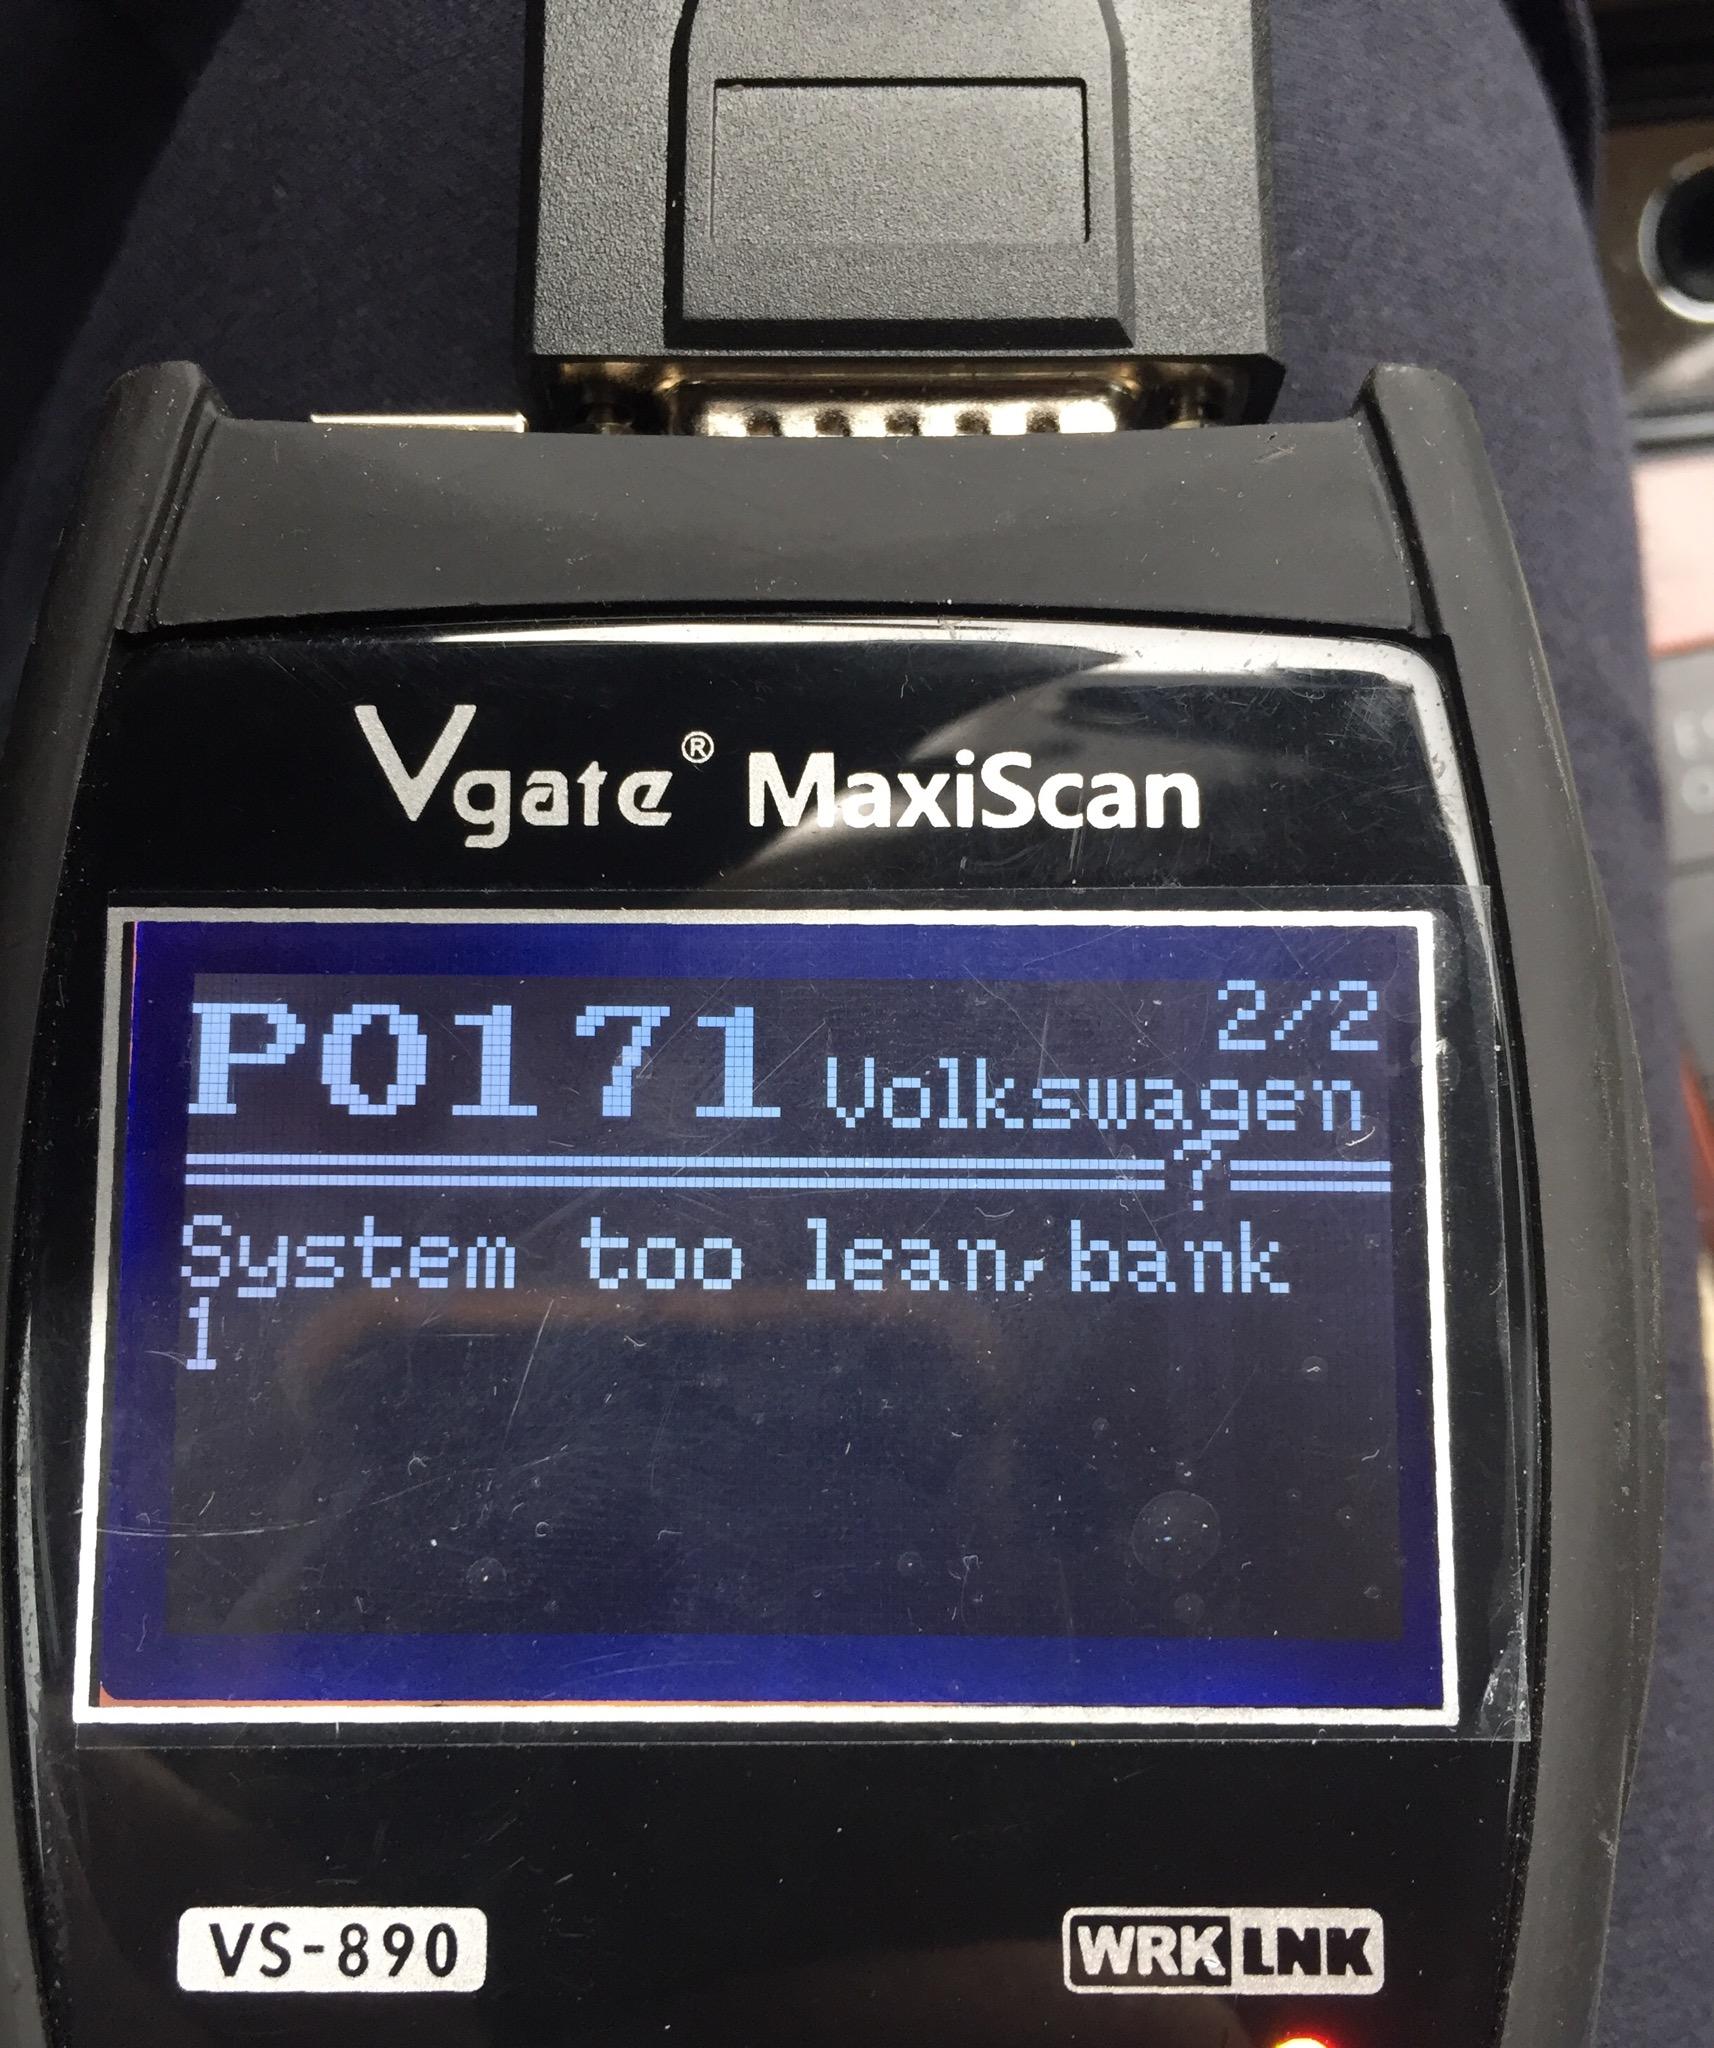 Vgate® MaxiScan
2/2
P0171 Volkswagen
?
System too lean,bank
1
VS-890
WRK LNK